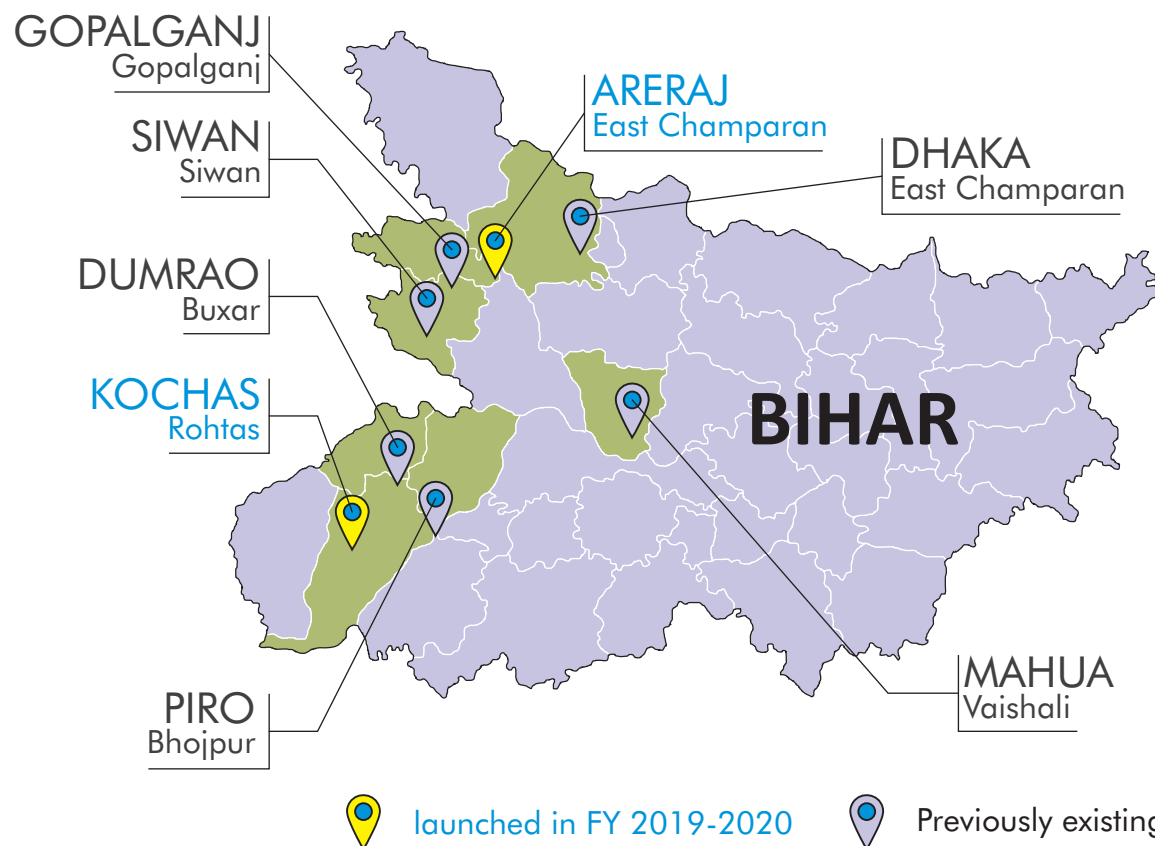 GOPALGANJ
Gopalganj
ARERAJ
East Champaran
SIWAN
Siwan
DHAKA
East Champaran
DUMRAO
Buxar
KOCHAS
Rohtas
BIHAR
MAHUA
Vaishali
PIRO
Bhojpur
launched in FY 2019-2020
Previously existing